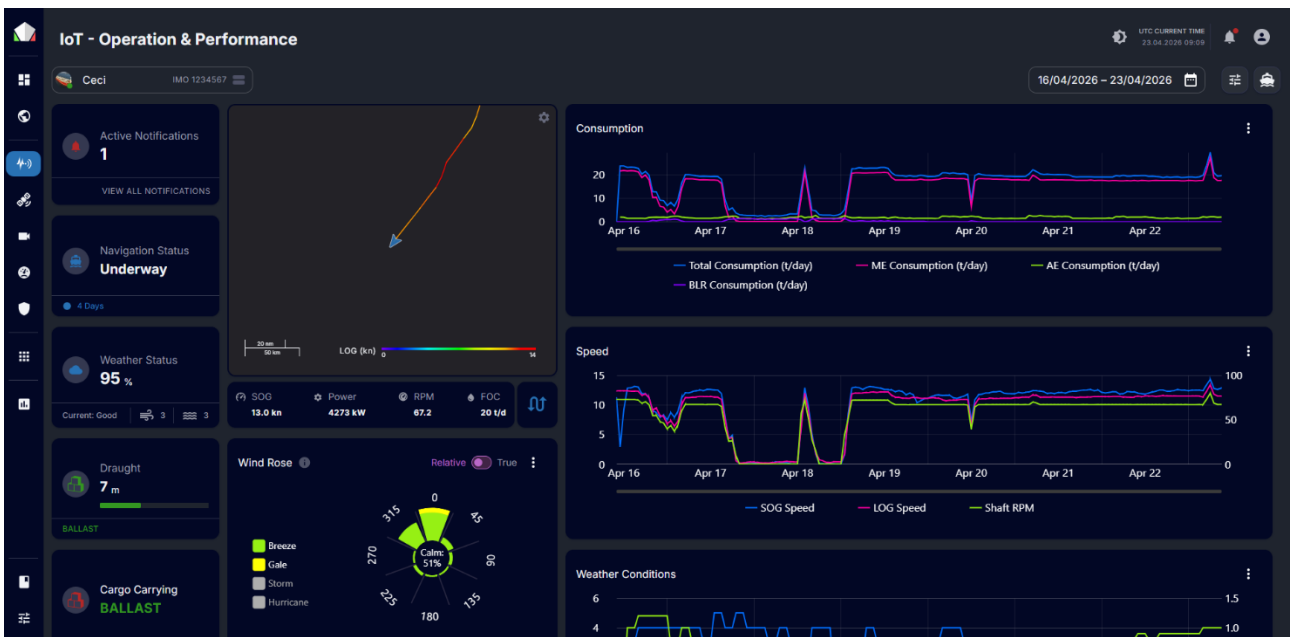 IoT - Operation & Performance
UTC CURRENT TIME
23.04.2026 09:09
Ceci
IMO 1234567
16/04/2026 – 23/04/2026
Active Notifications
1
VIEW ALL NOTIFICATIONS
Navigation Status
Underway
4 Days
Weather Status
95 %
Current: Good
3
3
Draught
7 m
BALLAST
Cargo Carrying
BALLAST
20 nm
50 km
LOG (kn)
0
14
SOG
13.0 kn
Power
4273 kW
RPM
67.2
FOC
20 t/d
Wind Rose
Relative
True
0
45
90
135
180
225
270
315
Calm:
51%
Breeze
Gale
Storm
Hurricane
Consumption
20
10
0
Apr 16 Apr 17 Apr 18 Apr 19 Apr 20 Apr 21 Apr 22
Total Consumption (t/day) ME Consumption (t/day) AE Consumption (t/day)
BLR Consumption (t/day)
Speed
15 100
10
50
5
0 0
Apr 16 Apr 17 Apr 18 Apr 19 Apr 20 Apr 21 Apr 22
SOG Speed LOG Speed Shaft RPM
Weather Conditions
6 1.5
4 1.0